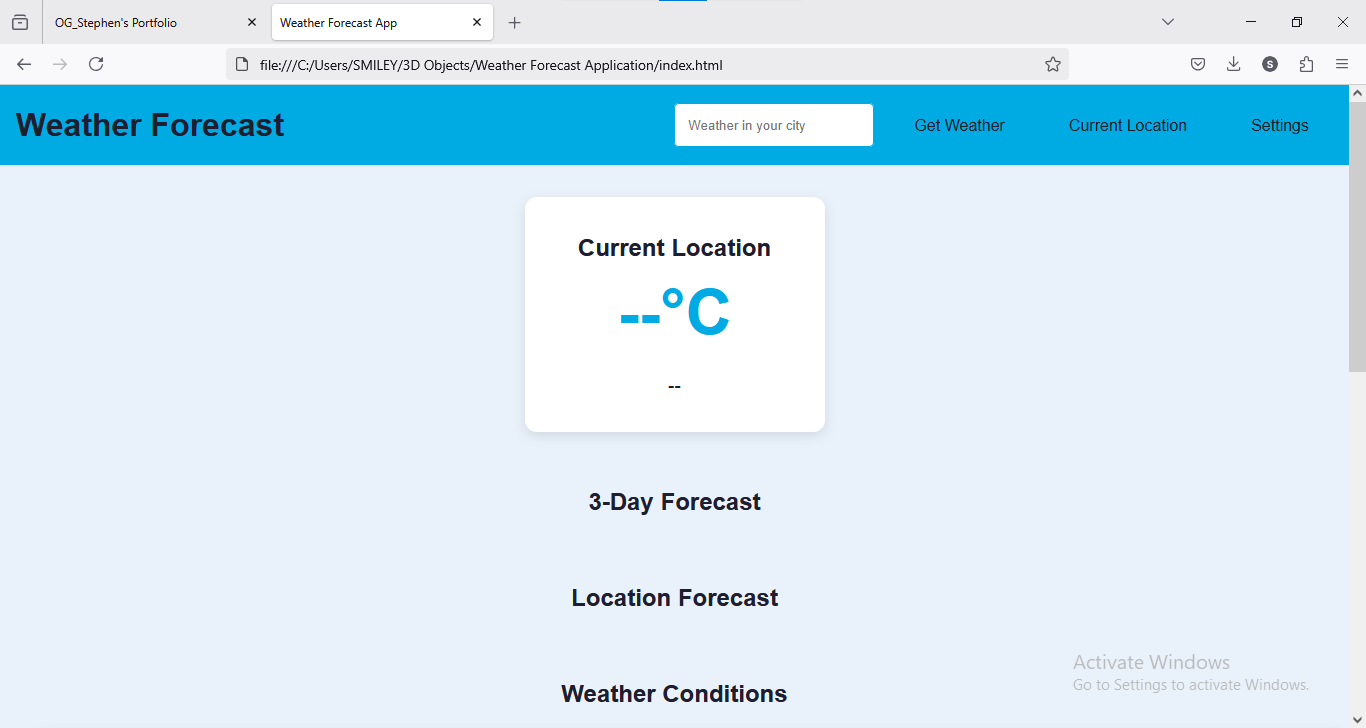 OG_Stephen's Portfolio
Weather Forecast App
file:///C:/Users/SMILEY/3D Objects/Weather Forecast Application/index.html
S
Weather Forecast
Weather in your city
Get Weather
Current Location
Settings
Current Location
--°C
--
3-Day Forecast
Location Forecast
Weather Conditions
Activate Windows
Go to Settings to activate Windows.